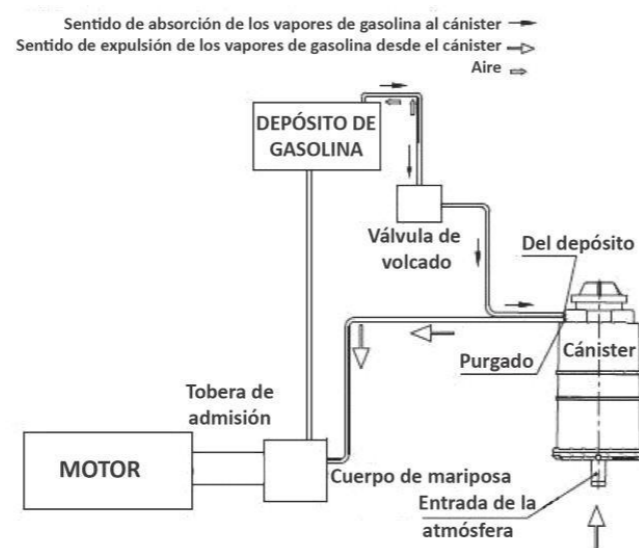 Sentido de absorción de los vapores de gasolina al cánister
Sentido de expulsión de los vapores de gasolina desde el cánister
Aire
DEPÓSITO DE
GASOLINA
Válvula de
volcado
Del depósito
Cánister
Purgado
Tobera de
admisión
MOTOR
Cuerpo de mariposa
Entrada de la
atmósfera